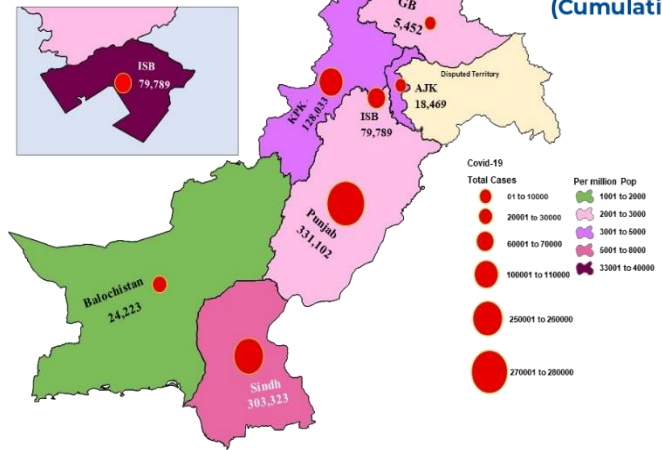 (Cumulati
GB
5,452
ISB
79,789
Disputed Territory
AJK
18,469
KPK
128,033
ISB
79,789
Punjab
331,102
Balochistan
24,223
Sindh
303,323
Covid-19
Total Cases
01 to 10000
20001 to 30000
60001 to 70000
100001 to 110000
250001 to 260000
270001 to 280000
Per million Pop
1001 to 2000
2001 to 3000
3001 to 5000
5001 to 8000
33001 to 40000